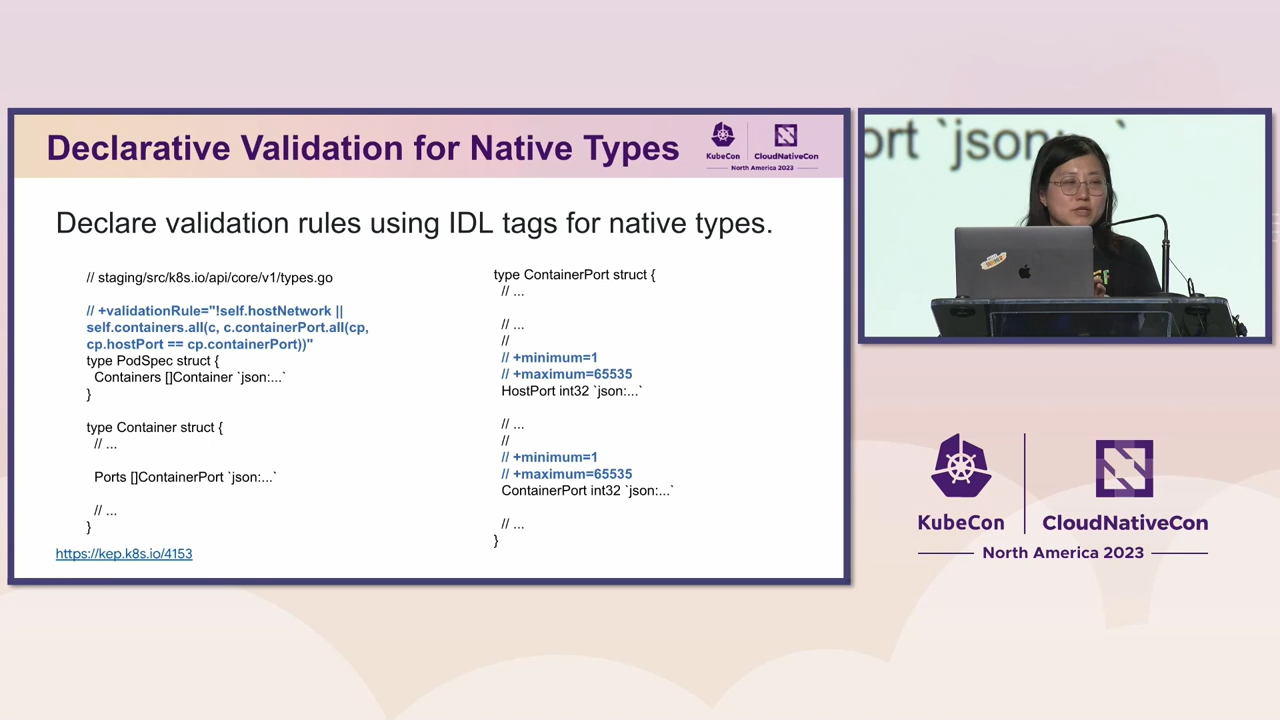 Declarative Validation for Native Types
KubeCon
CloudNativeCon
North America 2023
Declare validation rules using IDL tags for native types.
// staging/src/k8s.io/api/core/v1/types.go
// +validationRule="!self.hostNetwork ||
self.containers.all(c, c.containerPort.all(cp,
cp.hostPort == cp.containerPort))"
type PodSpec struct {
Containers []Container `json:...`
}
type Container struct {
// ...
Ports []ContainerPort `json:...`
// ...
}
https://kep.k8s.io/4153
type ContainerPort struct {
// ...
// ...
//
// +minimum=1
// +maximum=65535
HostPort int32 `json:...`
// ...
//
// +minimum=1
// +maximum=65535
ContainerPort int32 `json:...`
// ...
}
ort `json:...`
KubeCon
CloudNativeCon
North America 2023